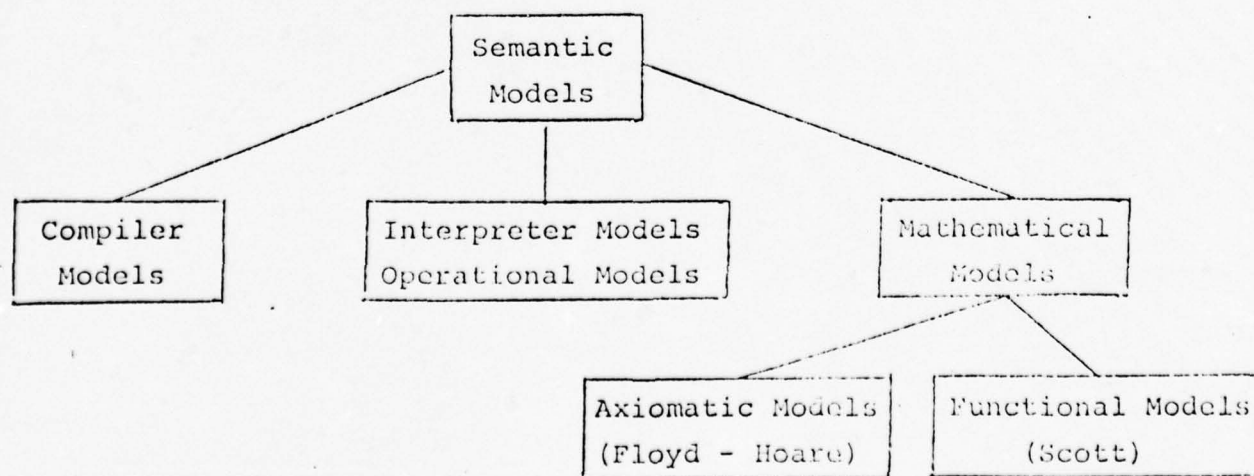 Semantic
Models
Compiler
Models
Interpreter Models
Operational Models
Mathematical
Models
Axiomatic Models
(Floyd - Hoare)
Functional Models
(Scott)